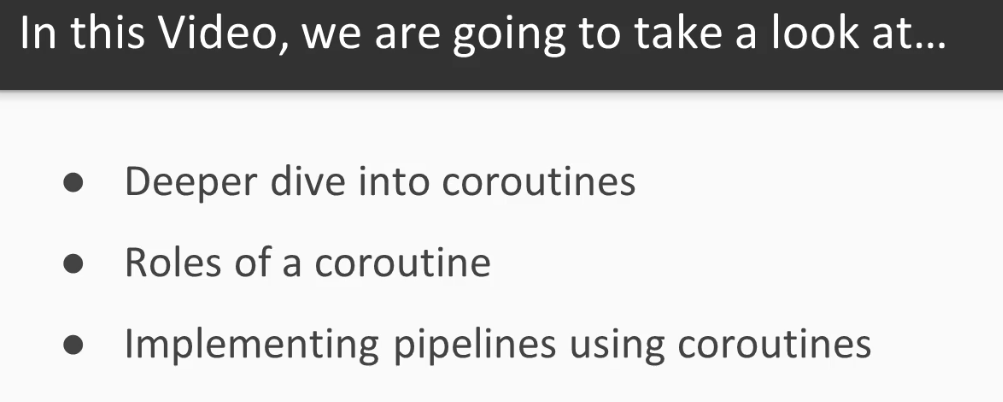 In this Video, we are going to take a look at...
● Deeper dive into coroutines
● Roles of a coroutine
● Implementing pipelines using coroutines